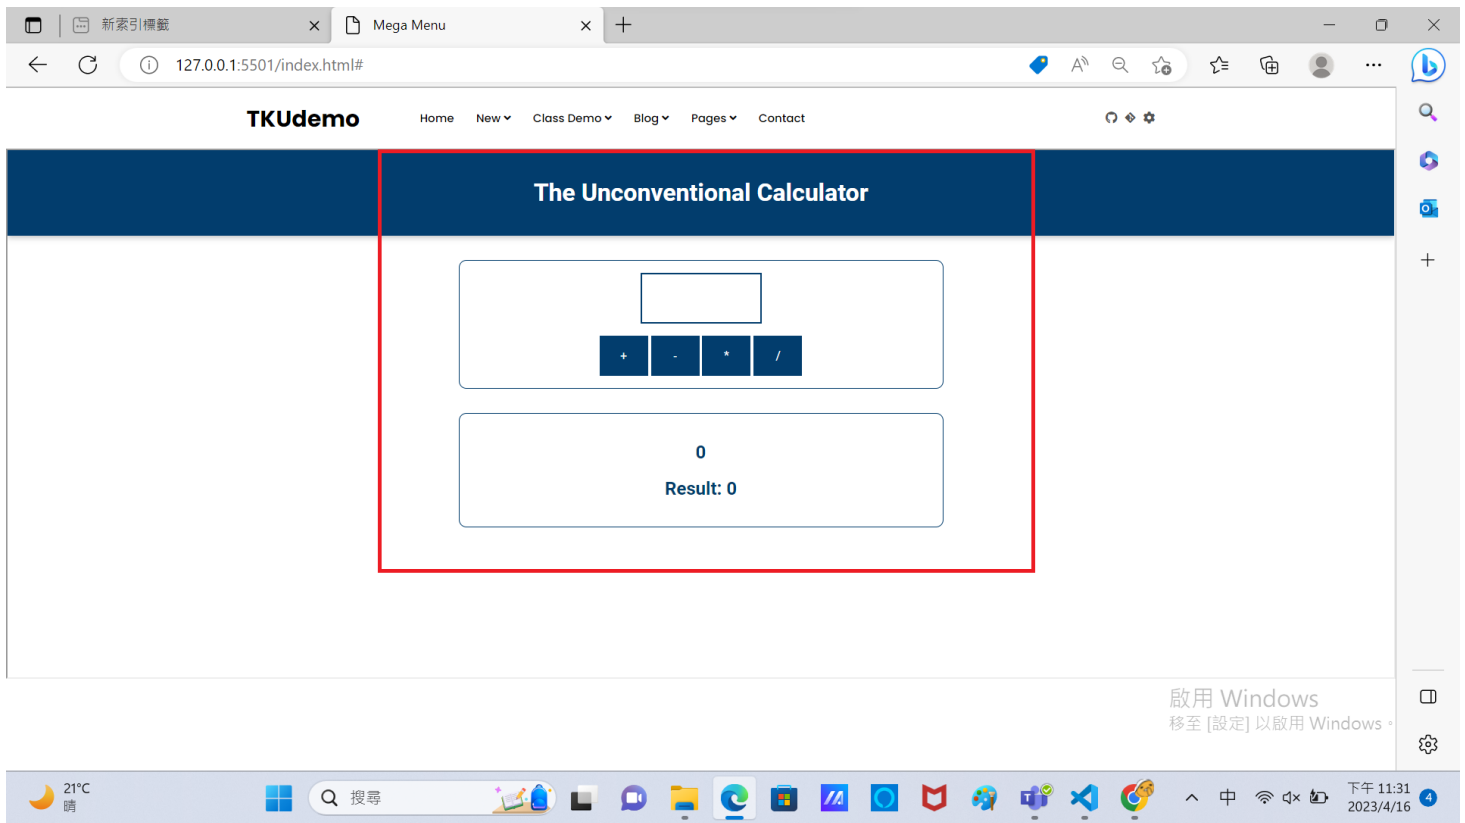 新索引標籤
Mega Menu
127.0.0.1:5501/index.html#
TKUdemo
Home New Class Demo Blog Pages Contact
The Unconventional Calculator
+ - * /
0
Result: 0
啟用 Windows
移至 [設定] 以啟用 Windows。
21°C
晴
搜尋
中
下午 11:31
2023/4/16
4